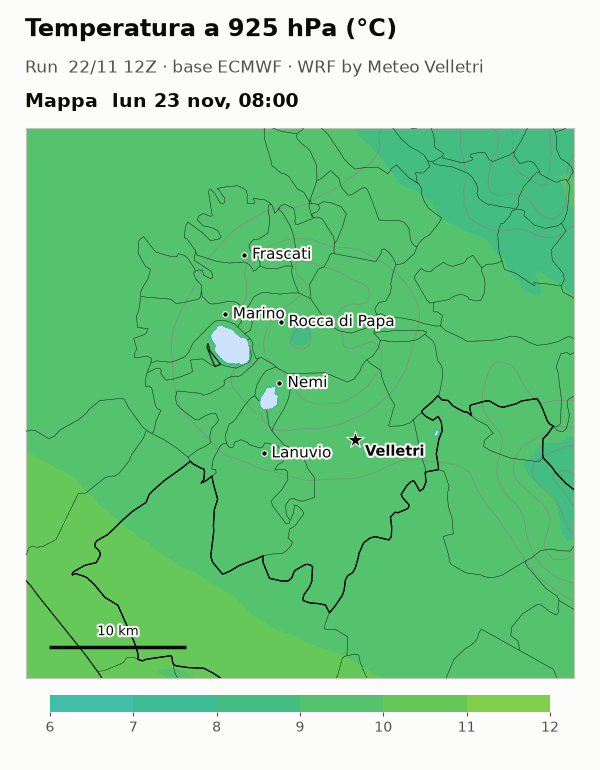 Temperatura a 925 hPa (°C)
Run  22/11 12Z · base ECMWF · WRF by Meteo Velletri
Mappa  lun 23 nov, 08:00
Frascati
Marino
Rocca di Papa
Nemi
Velletri
Lanuvio
10 km
6 7 8 9 10 11 12